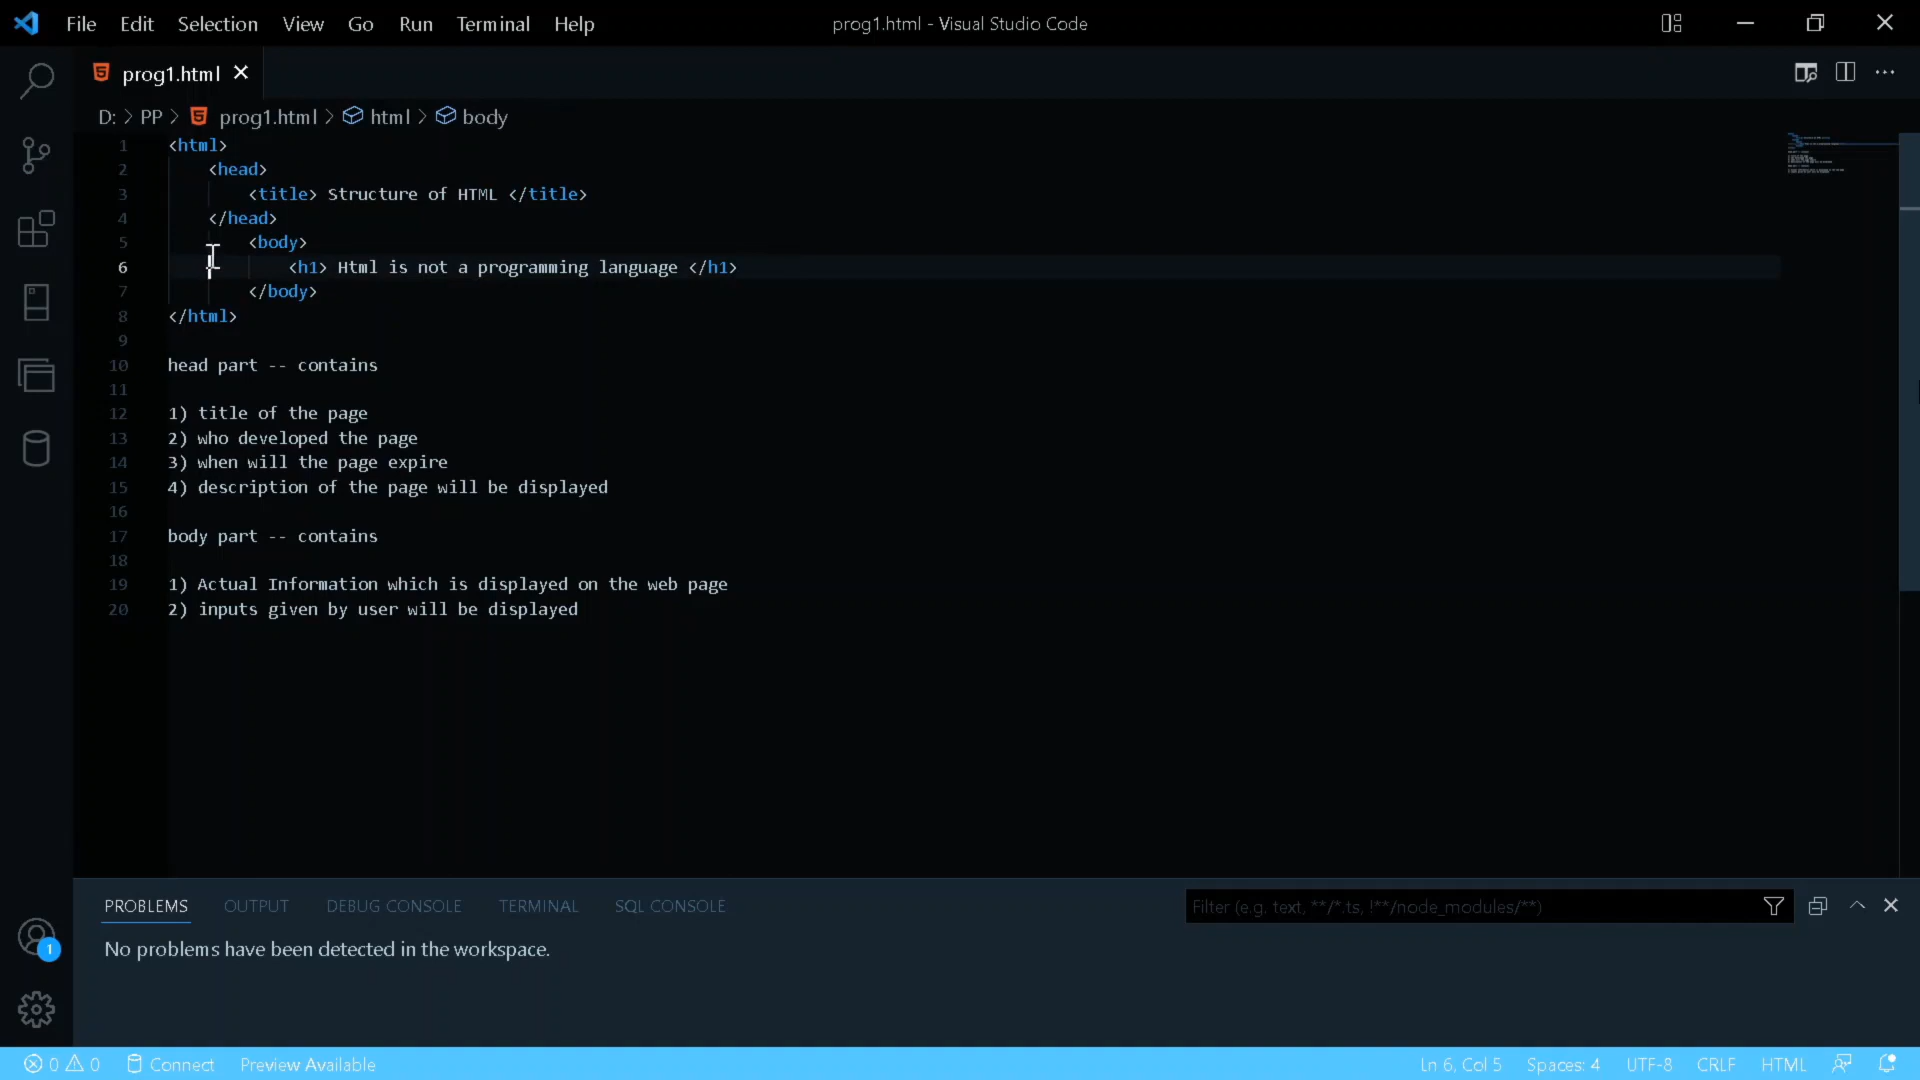 File Edit Selection View Go Run Terminal Help prog1.html - Visual Studio Code
prog1.html
D: > PP > prog1.html > html > body
1 <html>
2 <head>
3 <title> Structure of HTML </title>
4 </head>
5 <body>
6 <h1> Html is not a programming language </h1>
7 </body>
8 </html>
9
10 head part -- contains
11
12 1) title of the page
13 2) who developed the page
14 3) when will the page expire
15 4) description of the page will be displayed
16
17 body part -- contains
18
19 1) Actual Information which is displayed on the web page
20 2) inputs given by user will be displayed
PROBLEMS OUTPUT DEBUG CONSOLE TERMINAL SQL CONSOLE Filter (e.g. text, **/*.ts, !**/node_modules/**)
No problems have been detected in the workspace.
1
0 0 Connect Preview Available Ln 6, Col 5 Spaces: 4 UTF-8 CRLF HTML